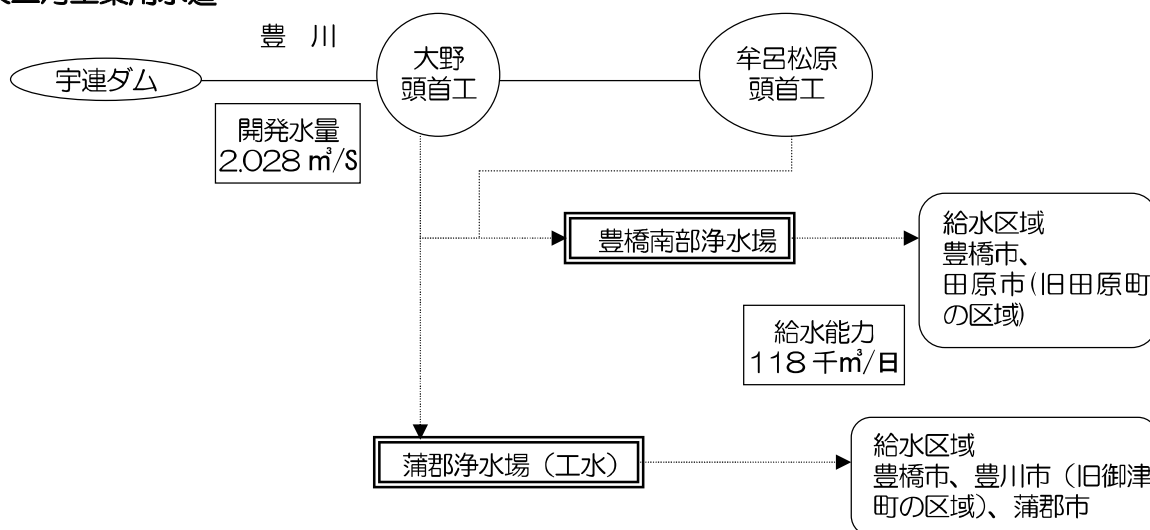 豊 川
宇連ダム
大野
頭首工
牟呂松原
頭首工
開発水量
2.028 ㎥/S
豊橋南部浄水場
給水区域
豊橋市、
田原市(旧田原町
の区域)
給水能力
118 千㎥/日
蒲郡浄水場（工水）
給水区域
豊橋市、豊川市（旧御津
町の区域)、蒲郡市